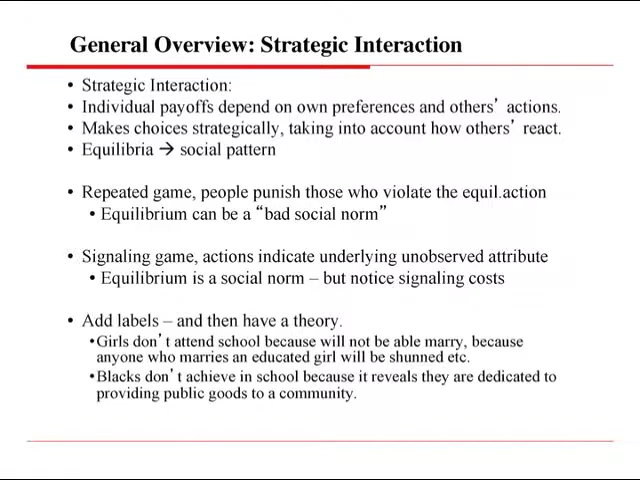 General Overview: Strategic Interaction
• Strategic Interaction:
• Individual payoffs depend on own preferences and others’ actions.
• Makes choices strategically, taking into account how others’ react.
• Equilibria → social pattern
• Repeated game, people punish those who violate the equil.action
• Equilibrium can be a “bad social norm”
• Signaling game, actions indicate underlying unobserved attribute
• Equilibrium is a social norm – but notice signaling costs
• Add labels – and then have a theory.
•Girls don’t attend school because will not be able marry, because
anyone who marries an educated girl will be shunned etc.
•Blacks don’t achieve in school because it reveals they are dedicated to
providing public goods to a community.